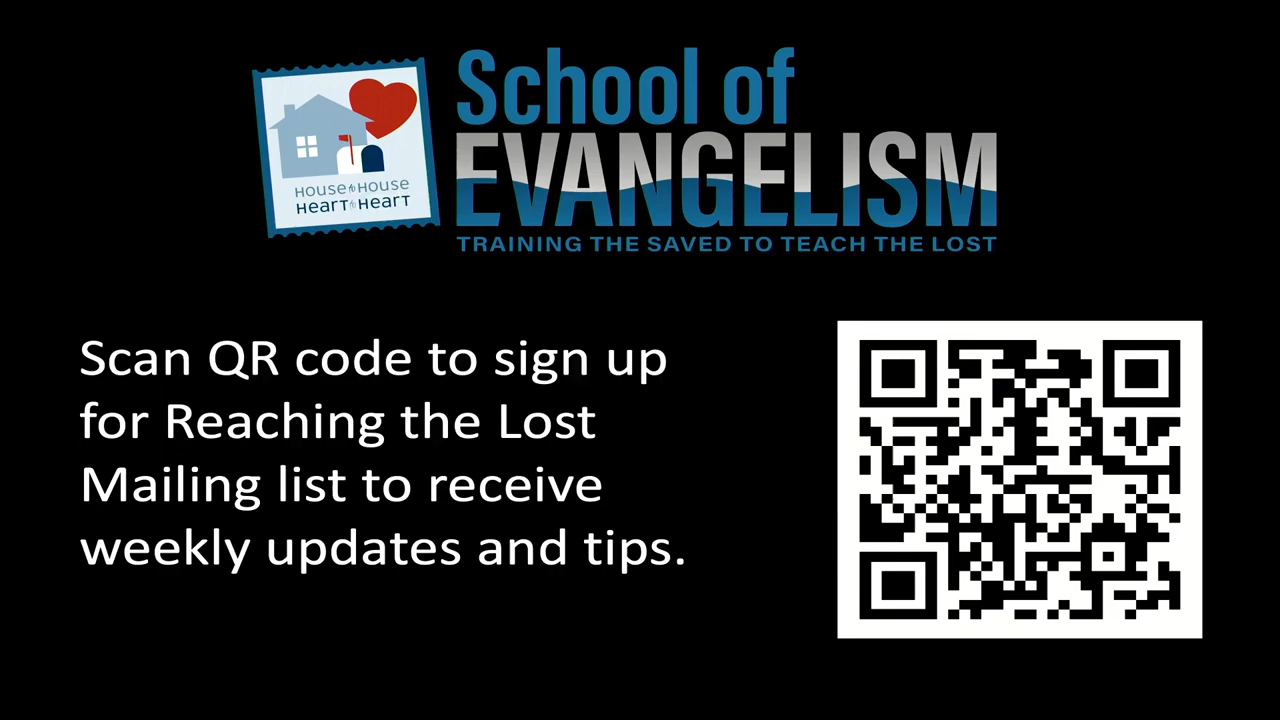 School of
EVANGELISM
TRAINING THE SAVED TO TEACH THE LOST
HOUSE to HOUSE
HEART to HEART
Scan QR code to sign up
for Reaching the Lost
Mailing list to receive
weekly updates and tips.